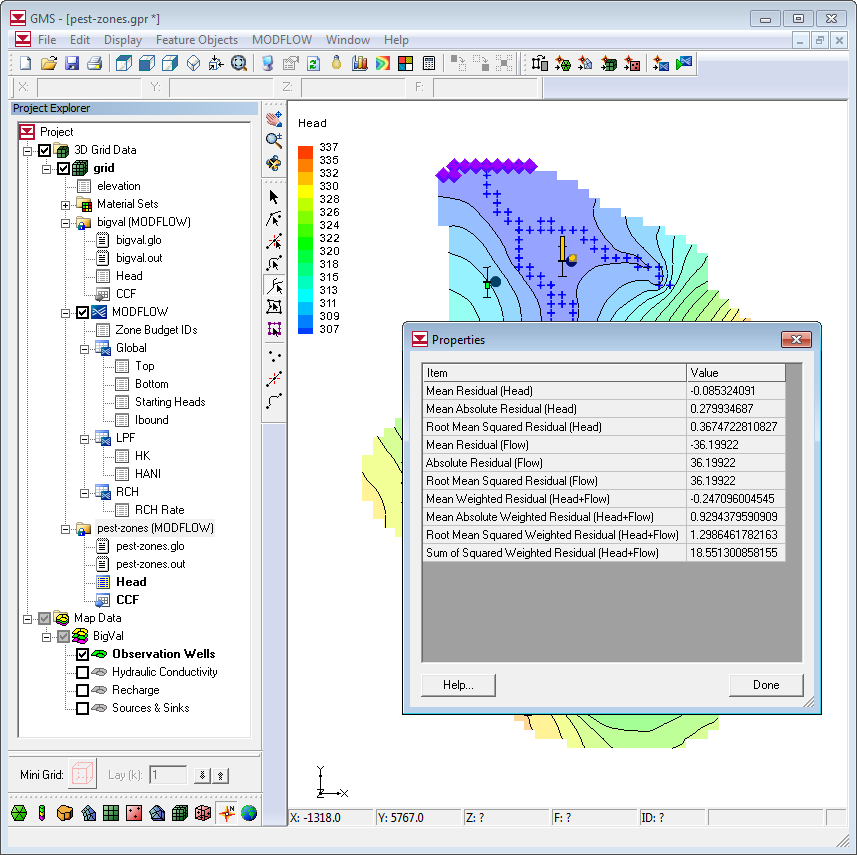 GMS - [pest-zones.gpr *]
File Edit Display Feature Objects MODFLOW Window Help
X: Y: Z: F:
Project Explorer
Project
3D Grid Data
grid
elevation
Material Sets
bigval (MODFLOW)
bigval.glo
bigval.out
Head
CCF
MODFLOW
Zone Budget IDs
Global
Top
Bottom
Starting Heads
Ibound
LPF
HK
HANI
RCH
RCH Rate
pest-zones (MODFLOW)
pest-zones.glo
pest-zones.out
Head
CCF
Map Data
BigVal
Observation Wells
Hydraulic Conductivity
Recharge
Sources & Sinks
Mini Grid: Lay (k): 1
Head
337
335
332
330
328
326
324
322
320
318
315
313
311
309
307
Properties
Item Value
Mean Residual (Head) -0.085324091
Mean Absolute Residual (Head) 0.279934687
Root Mean Squared Residual (Head) 0.3674722810827
Mean Residual (Flow) -36.19922
Absolute Residual (Flow) 36.19922
Root Mean Squared Residual (Flow) 36.19922
Mean Weighted Residual (Head+Flow) -0.247096004545
Mean Absolute Weighted Residual (Head+Flow) 0.9294379590909
Root Mean Squared Weighted Residual (Head+Flow) 1.2986461782163
Sum of Squared Weighted Residual (Head+Flow) 18.551300858155
Help... Done
Y
Z X
X: -1318.0 Y: 5767.0 Z: ? F: ? ID: ?